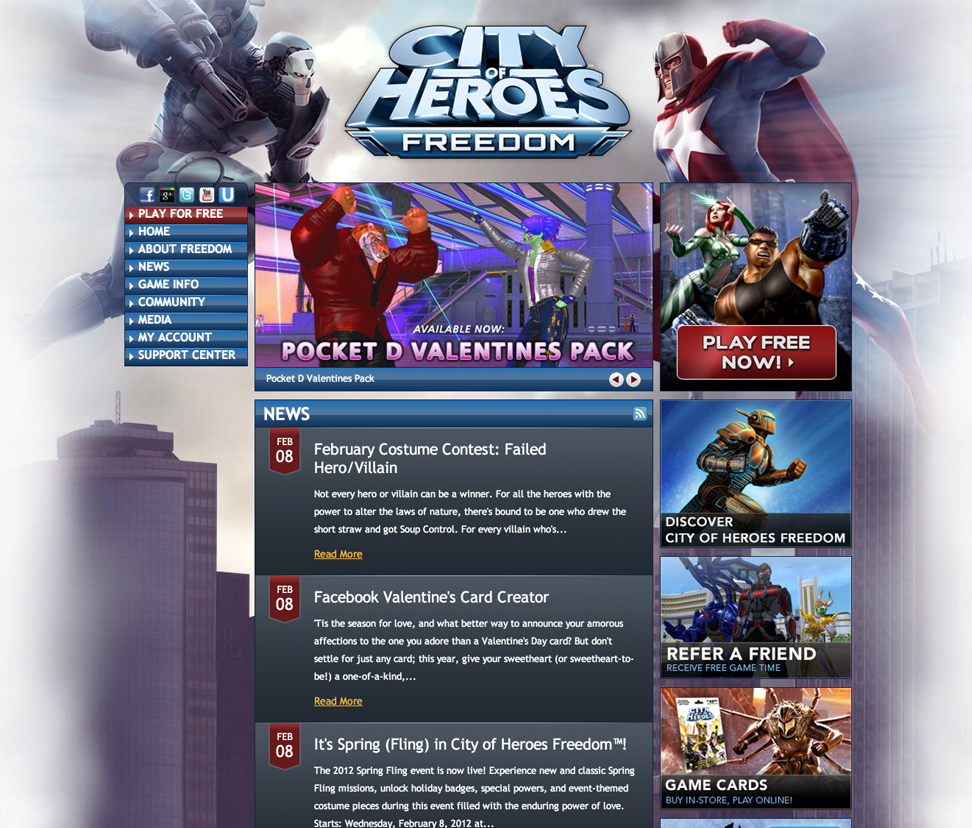 CITY
OF
HEROES
FREEDOM
PLAY FOR FREE
HOME
ABOUT FREEDOM
NEWS
GAME INFO
COMMUNITY
MEDIA
MY ACCOUNT
SUPPORT CENTER
AVAILABLE NOW:
POCKET D VALENTINES PACK
Pocket D Valentines Pack
PLAY FREE
NOW!
NEWS
FEB
08
February Costume Contest: Failed
Hero/Villain
Not every hero or villain can be a winner. For all the heroes with the
power to alter the laws of nature, there's bound to be one who drew the
short straw and got Soup Control. For every villain who's...
Read More
FEB
08
Facebook Valentine's Card Creator
'Tis the season for love, and what better way to announce your amorous
affections to the one you adore than a Valentine's Day card? But don't
settle for just any card; this year, give your sweetheart (or sweetheart-to-
be!) a one-of-a-kind,...
Read More
FEB
08
It's Spring (Fling) in City of Heroes Freedom™!
The 2012 Spring Fling event is now live! Experience new and classic Spring
Fling missions, unlock holiday badges, special powers, and event-themed
costume pieces during this event filled with the enduring power of love.
Starts: Wednesday, February 8, 2012 at...
DISCOVER
CITY OF HEROES FREEDOM
REFER A FRIEND
RECEIVE FREE GAME TIME
CITY
HEROES
GAME CARDS
BUY IN-STORE, PLAY ONLINE!